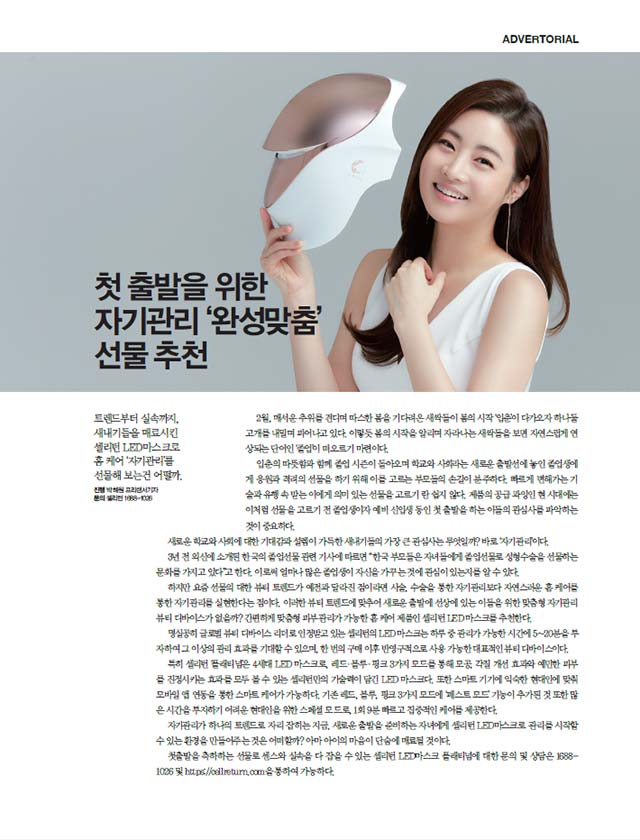 ADVERTORIAL
첫 출발을 위한
자기관리 ‘완성맞춤’
선물 추천
트렌드부터 실속까지,
새내기들을 매료시킨
셀리턴 LED마스크로
홈 케어 ‘자기관리’를
선물해 보는건 어떨까.
진행 박혜원 프리랜서기자
문의 셀리턴 1688-1026
2월, 매서운 추위를 견디며 따스한 봄을 기다려온 새싹들이 봄의 시작 ‘입춘’이 다가오자 하나둘
고개를 내밀며 피어나고 있다. 이렇듯 봄의 시작을 알리며 자라나는 새싹들을 보면 자연스럽게 연
상되는 단어인 ‘졸업’이 떠오르기 마련이다.
입춘의 따뜻함과 함께 졸업 시즌이 돌아오며 학교와 사회라는 새로운 출발선에 놓인 졸업생에
게 응원과 격려의 선물을 하기 위해 이를 고르는 부모들의 손길이 분주하다. 빠르게 변해가는 기
술과 유행 속 받는 이에게 의미 있는 선물을 고르기 란 쉽지 않다. 제품의 공급 과잉인 현 시대에는
이처럼 선물을 고르기 전 졸업생이자 예비 신입생 동인 첫 출발을 하는 이들의 관심사를 파악하는
것이 중요하다.
새로운 학교와 사회에 대한 기대감과 설렘이 가득한 새내기들의 가장 큰 관심사는 무엇일까? 바로 ‘자기관리’이다.
3년 전 외신에 소개된 한국의 졸업선물 관련 기사에 따르면 “한국 부모들은 자녀들에게 졸업선물로 성형수술을 선물하는
문화를 가지고 있다”고 한다. 이로써 얼마나 많은 졸업생이 자신을 가꾸는 것에 관심이 있는지를 알 수 있다.
하지만 요즘 선물의 대한 뷰티 트렌드가 예전과 달라진 점이라면 시술, 수술을 통한 자기관리보다 자연스러운 홈 케어를
통한 자기관리를 실현한다는 점이다. 이러한 뷰티 트렌드에 맞추어 새로운 출발에 선상에 있는 이들을 위한 맞춤형 자기관리
뷰티 디바이스가 없을까? 간편하게 맞춤형 피부 관리가 가능한 홈 케어 제품인 셀리턴 LED 마스크를 추천한다.
명실공히 글로벌 뷰티 디바이스 리더로 인정받고 있는 셀리턴의 LED 마스크는 하루 중 관리가 가능한 시간에 5~20분을 투
자하여 그 이상의 관리 효과를 기대할 수 있으며, 한 번의 구매 이후 반영구적으로 사용 가능한 대표적인 뷰티 디바이스이다.
특히 셀리턴 플래티넘은 4세대 LED 마스크로, 레드·블루·핑크 3가지 모드를 통해 모공, 각질 개선 효과와 예민한 피부
를 진정시키는 효과를 모두 볼 수 있는 셀리턴만의 기술력이 담긴 LED 마스크다. 또한 스마트 기기에 익숙한 현대인에 맞춰
모바일 앱 연동을 통한 스마트 케어가 가능하다. 기존 레드, 블루, 핑크 3가지 모드에 ‘패스트 모드’ 기능이 추가된 것 또한 많
은 시간을 투자하기 어려운 현대인을 위한 스페셜 모드로, 1회 9분 빠르고 집중적인 케어를 제공한다.
자기관리가 하나의 트렌드로 자리 잡히는 지금, 새로운 출발을 준비하는 자녀에게 셀리턴 LED마스크로 관리를 시작할
수 있는 환경을 만들어주는 것은 어떠할까? 아마 아이의 마음이 단숨에 매료될 것이다.
첫출발을 축하하는 선물로 센스와 실속을 다 잡을 수 있는 셀리턴 LED마스크 플래티넘에 대한 문의 및 상담은 1688-
1026 및 https://cellreturn.com을 통하여 가능하다.